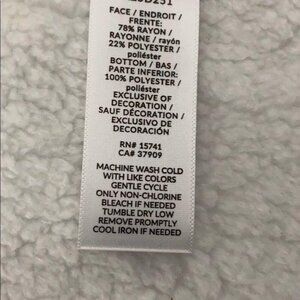 FACE / ENDROIT /
FRENTE:
78% RAYON /
RAYONNE / rayón
22% POLYESTER /
poliéster
BOTTOM / BAS /
PARTE INFERIOR:
100% POLYESTER /
poliéster
EXCLUSIVE OF
DECORATION /
SAUF DÉCORATION /
EXCLUSIVO DE
DECORACIÓN
RN# 15741
CA# 37909
MACHINE WASH COLD
WITH LIKE COLORS
GENTLE CYCLE
ONLY NON-CHLORINE
BLEACH IF NEEDED
TUMBLE DRY LOW
REMOVE PROMPTLY
COOL IRON IF NEEDED